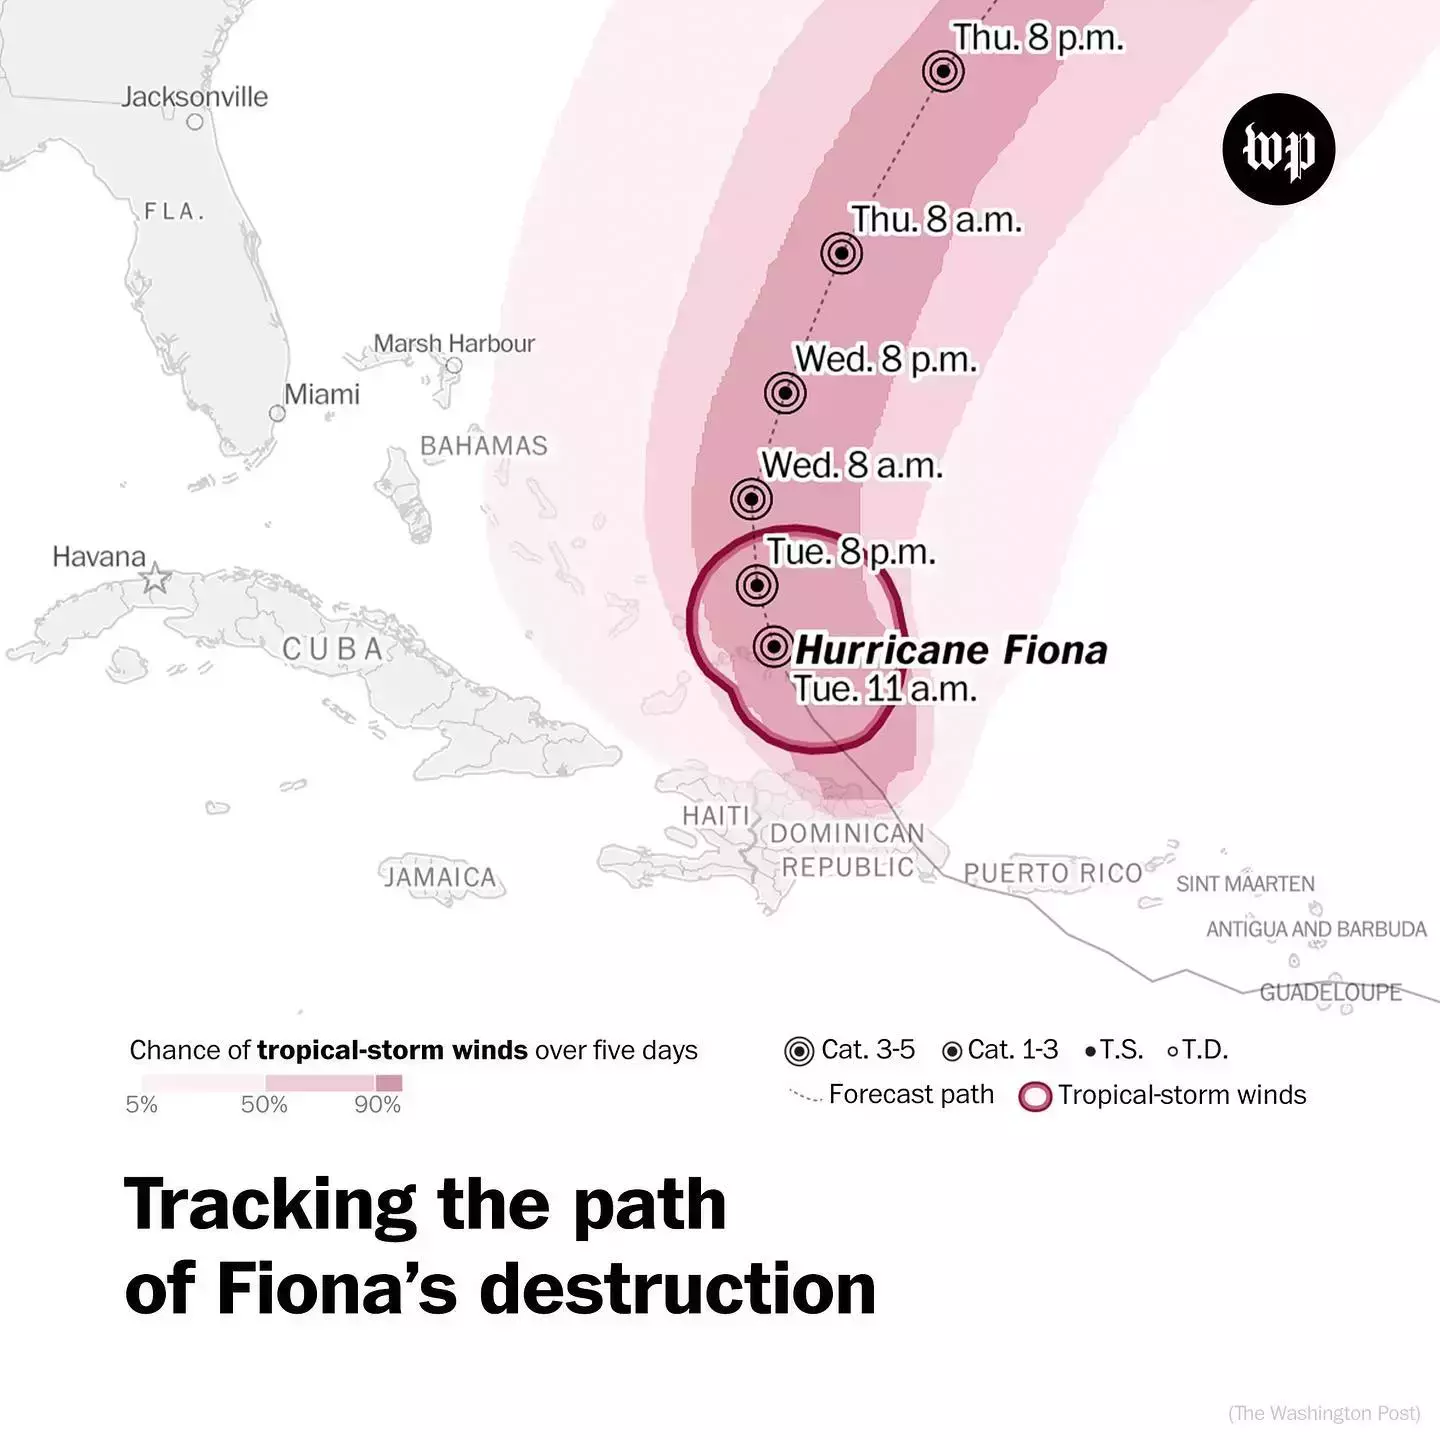 Thu. 8 p.m.
Jacksonville
wp
FLA.
Thu. 8 a.m.
Marsh Harbour
Wed. 8 p.m.
Miami
BAHAMAS
Wed. 8 a.m.
Havana
Tue. 8 p.m.
CUBA
Hurricane Fiona
Tue. 11 a.m.
HAITI
DOMINICAN
REPUBLIC
JAMAICA
PUERTO RICO
SINT MAARTEN
ANTIGUA AND BARBUDA
GUADELOUPE
Chance of tropical-storm winds over five days
5% 50% 90%
Cat. 3-5 Cat. 1-3 T.S. T.D.
Forecast path Tropical-storm winds
Tracking the path
of Fiona’s destruction
(The Washington Post)